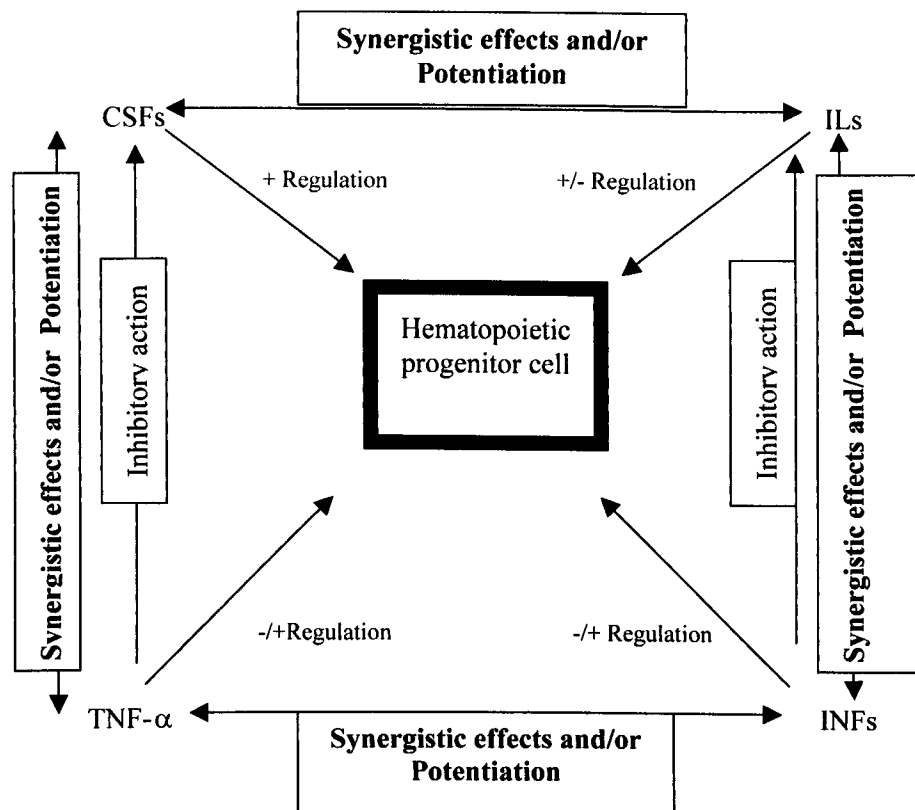 Synergistic effects and/or
Potentiation
CSFs
ILs
+ Regulation
+/- Regulation
Synergistic effects and/or Potentiation
Inhibitory action
Hematopoietic
progenitor cell
Inhibitory action
Synergistic effects and/or Potentiation
-/+Regulation
-/+ Regulation
TNF-α
INFs
Synergistic effects and/or
Potentiation